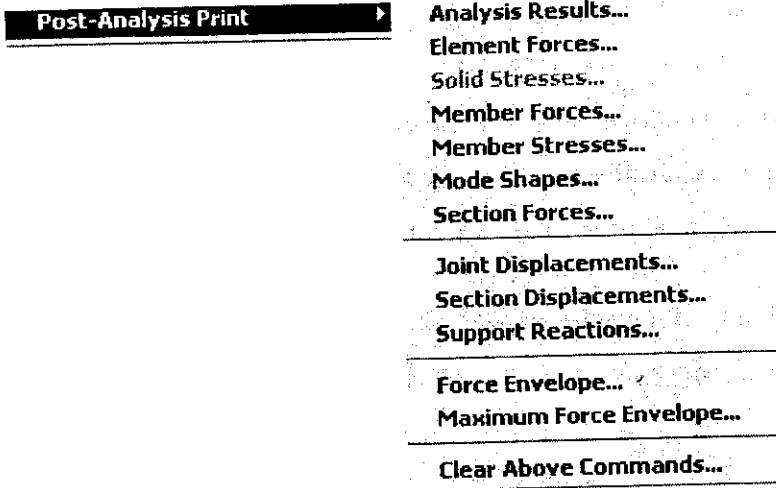 Post-Analysis Print
Analysis Results...
Element Forces...
Solid Stresses...
Member Forces...
Member Stresses...
Mode Shapes...
Section Forces...
Joint Displacements...
Section Displacements...
Support Reactions...
Force Envelope...
Maximum Force Envelope...
Clear Above Commands...